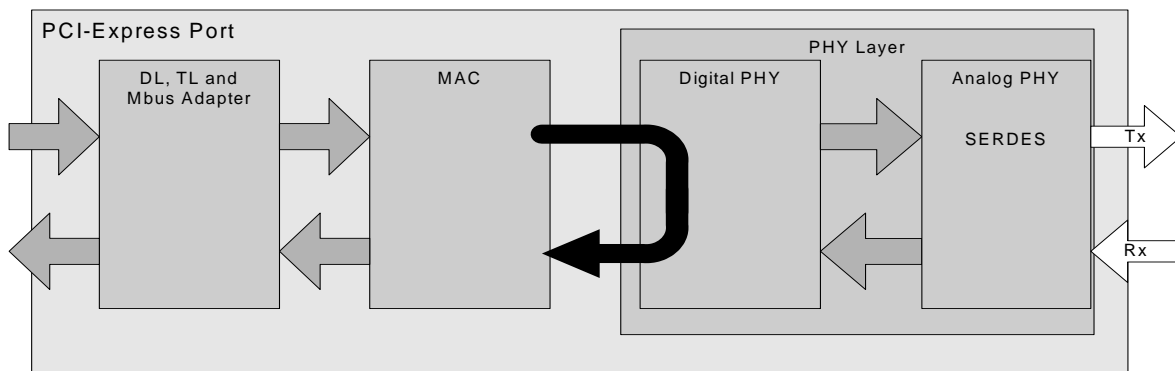 PCI-Express Port
PHY Layer
DL, TL and
Mbus Adapter
MAC
Digital PHY
Analog PHY
SERDES
Tx
Rx